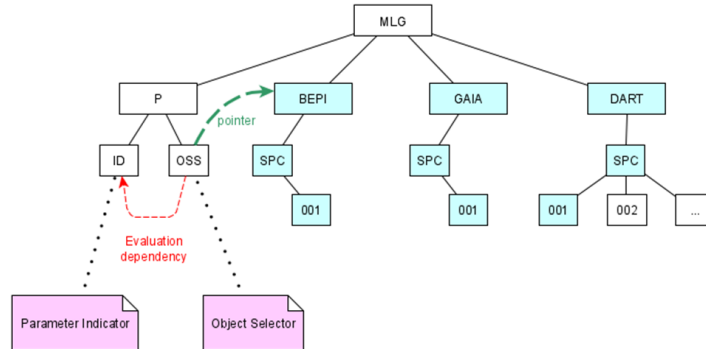 MLG
P
BEPI
GAIA
DART
pointer
ID
OSS
SPC
SPC
SPC
001
001
001
002
...
Evaluation
dependency
Parameter Indicator
Object Selector